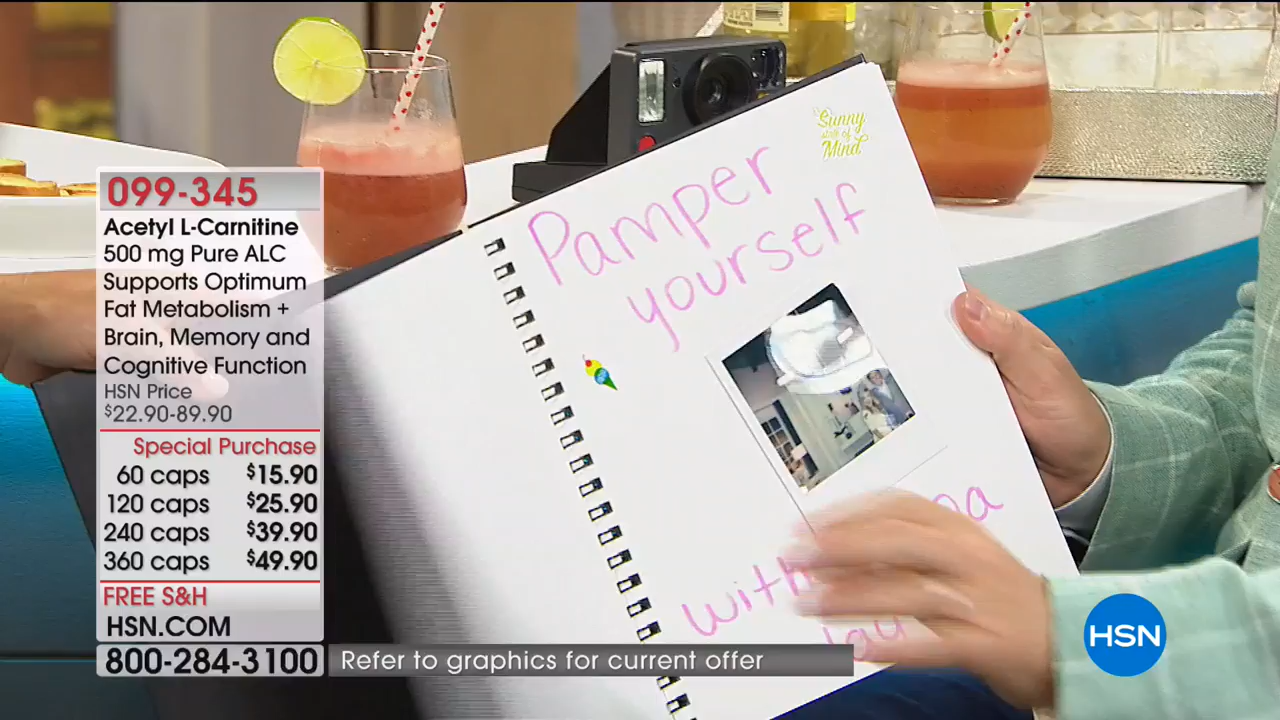 099-345
Acetyl L-Carnitine
500 mg Pure ALC
Supports Optimum
Fat Metabolism +
Brain, Memory and
Cognitive Function
HSN Price
$22.90-89.90
Special Purchase
60 caps $15.90
120 caps $25.90
240 caps $39.90
360 caps $49.90
FREE S&H
HSN.COM
800-284-3100
Refer to graphics for current offer
Sunny
state of
Mind
Pamper
yourself
with
HSN